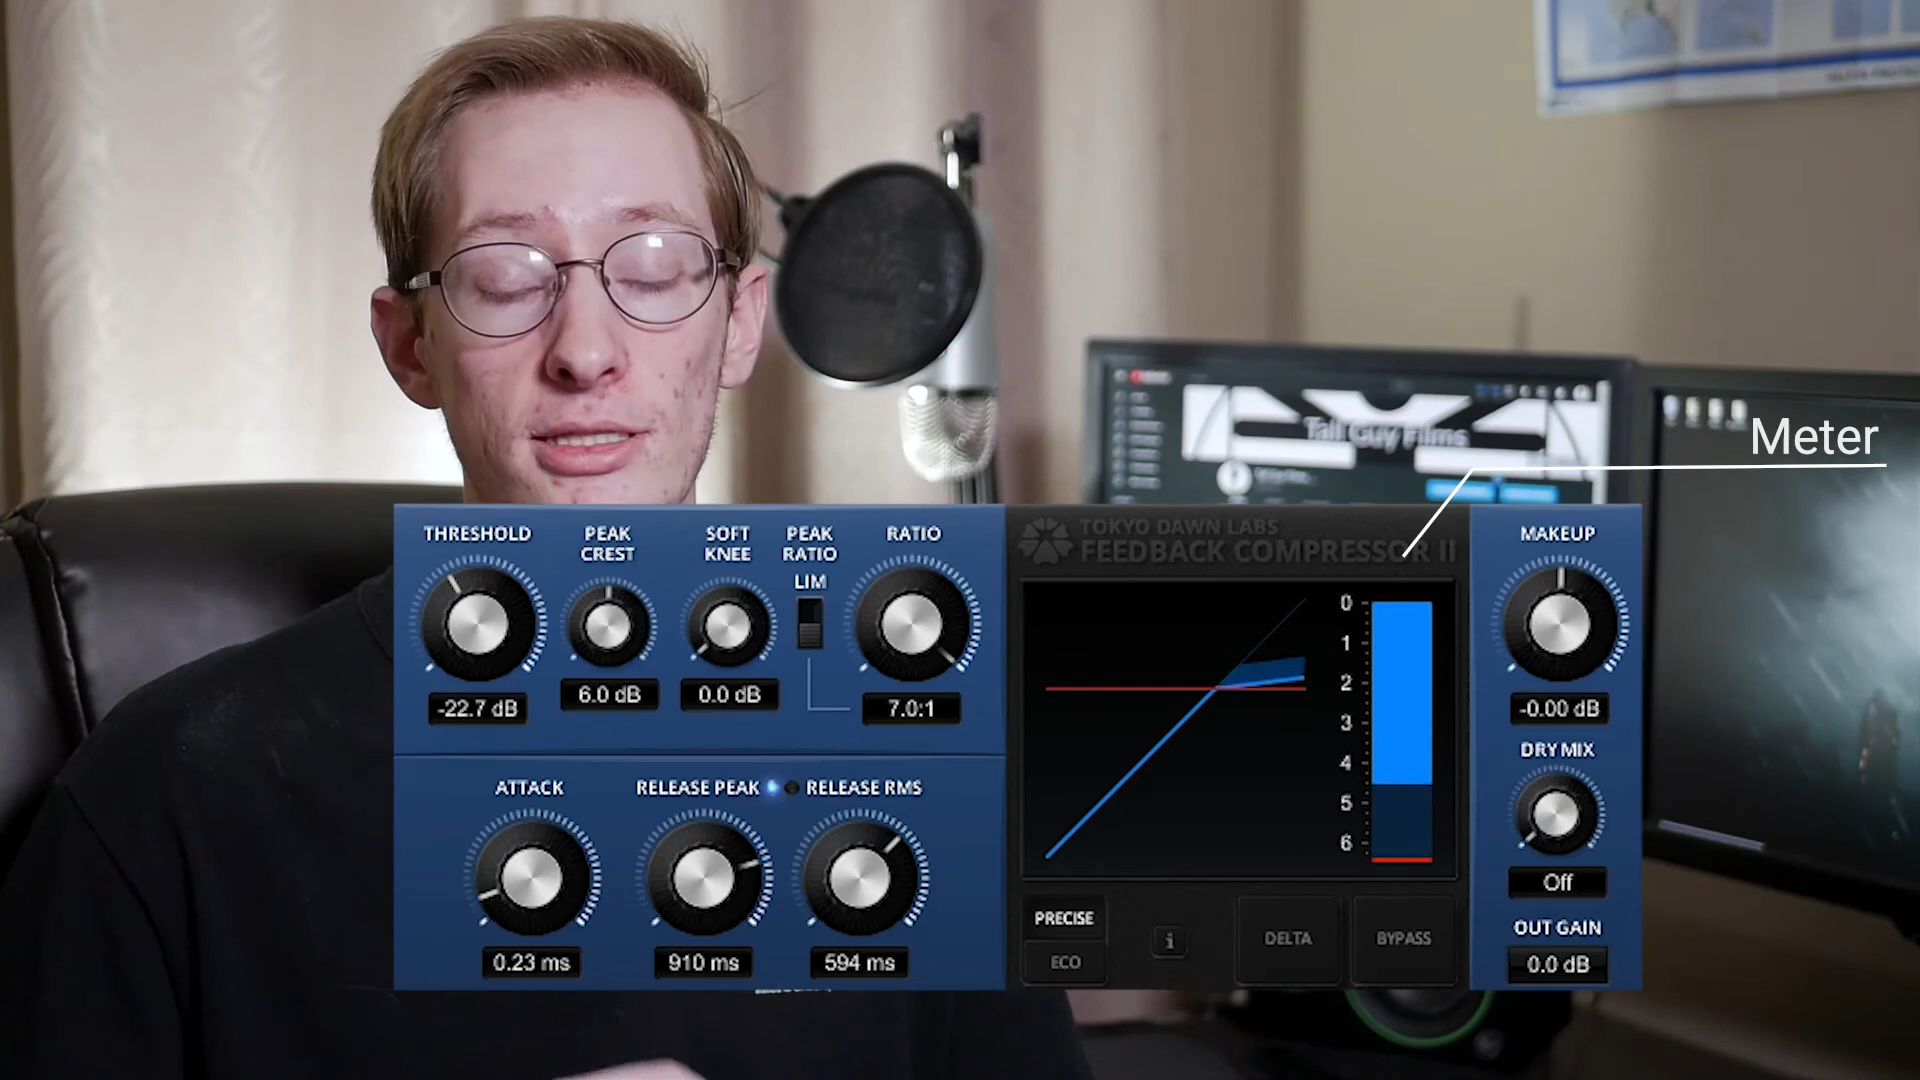 Tall Guy Films
Meter
THRESHOLD
PEAK
CREST
SOFT
KNEE
PEAK
RATIO
LIM
RATIO
-22.7 dB
6.0 dB
0.0 dB
7.0:1
ATTACK
RELEASE PEAK
RELEASE RMS
0.23 ms
910 ms
594 ms
TOKYO DAWN LABS
FEEDBACK COMPRESSOR II
0
1
2
3
4
5
6
PRECISE
ECO
i
DELTA
BYPASS
MAKEUP
-0.00 dB
DRY MIX
Off
OUT GAIN
0.0 dB